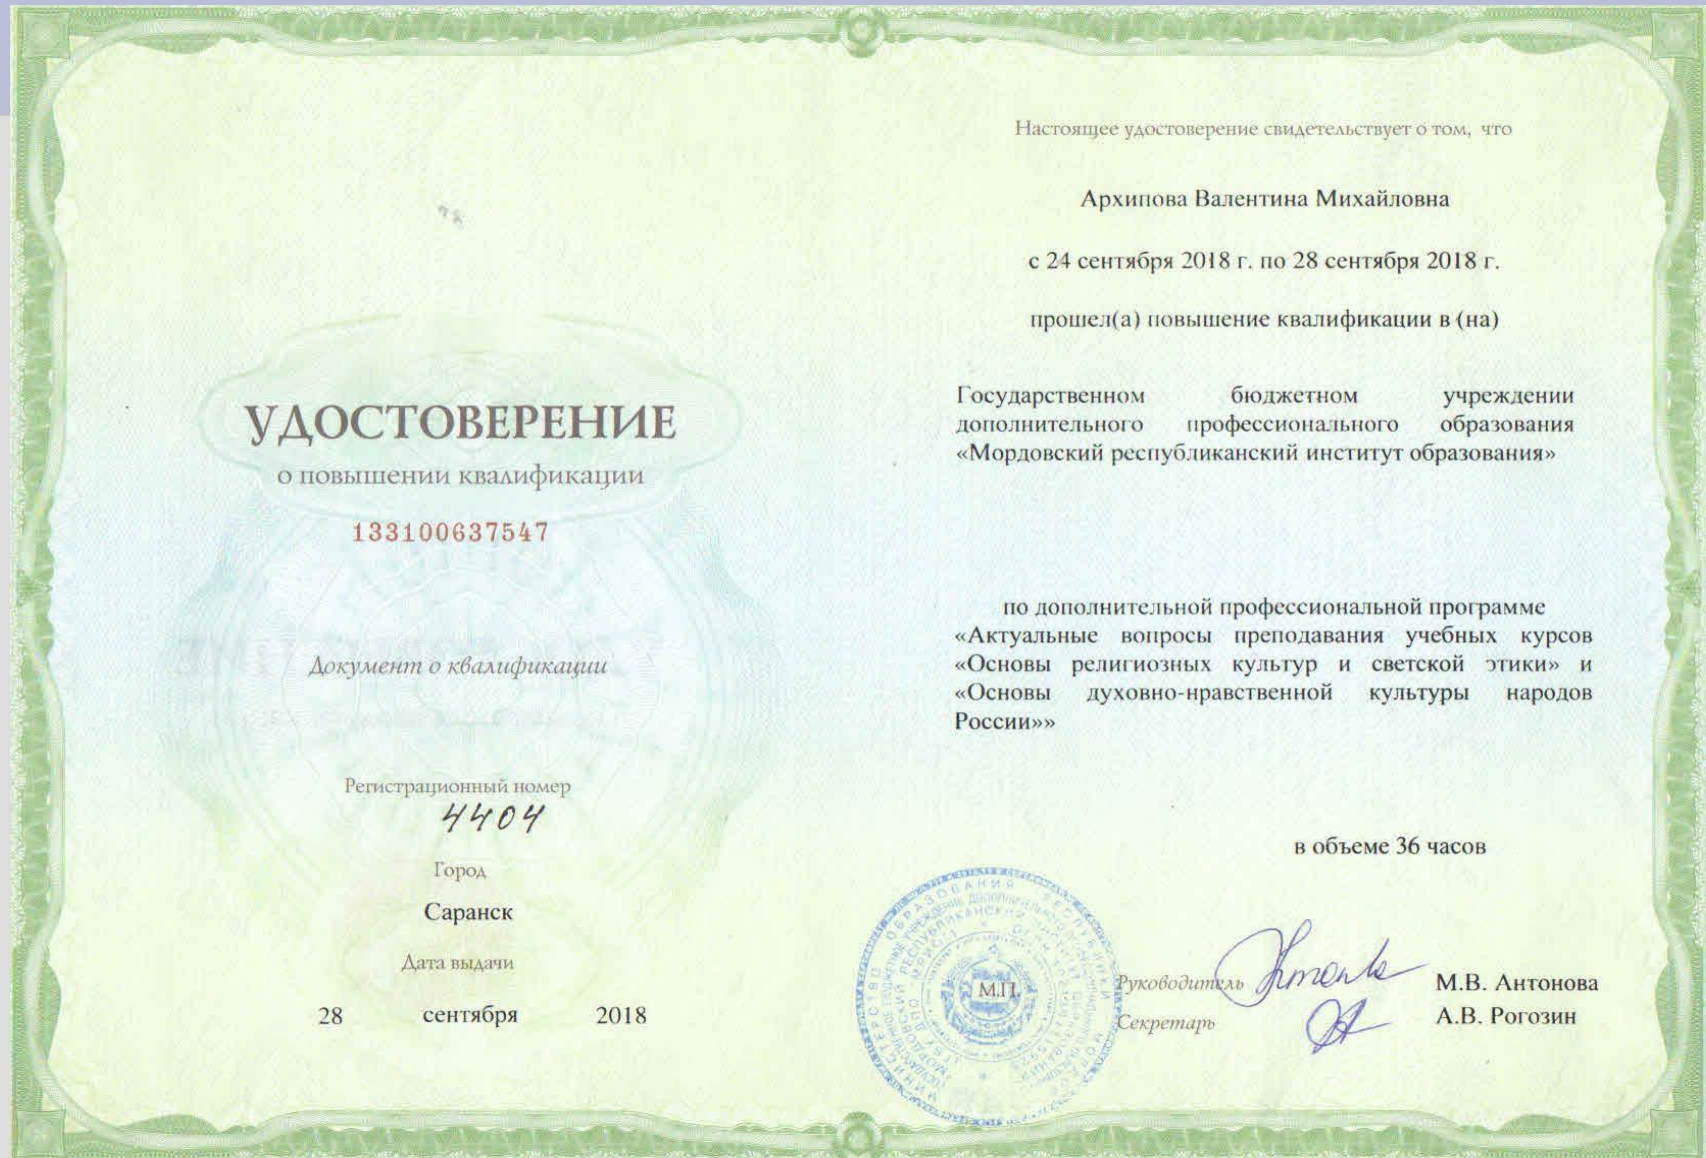 УДОСТОВЕРЕНИЕ
о повышении квалификации
133100637547
Документ о квалификации
Регистрационный номер
4404
Город
Саранск
Дата выдачи
28 сентября 2018
Настоящее удостоверение свидетельствует о том, что
Архипова Валентина Михайловна
с 24 сентября 2018 г. по 28 сентября 2018 г.
прошел(а) повышение квалификации в (на)
Государственном бюджетном учреждении
дополнительного профессионального образования
«Мордовский республиканский институт образования»
по дополнительной профессиональной программе
«Актуальные вопросы преподавания учебных курсов
«Основы религиозных культур и светской этики» и
«Основы духовно-нравственной культуры народов
России»»
в объеме 36 часов
М.П.
Руководитель М.В. Антонова
Секретарь А.В. Рогозин